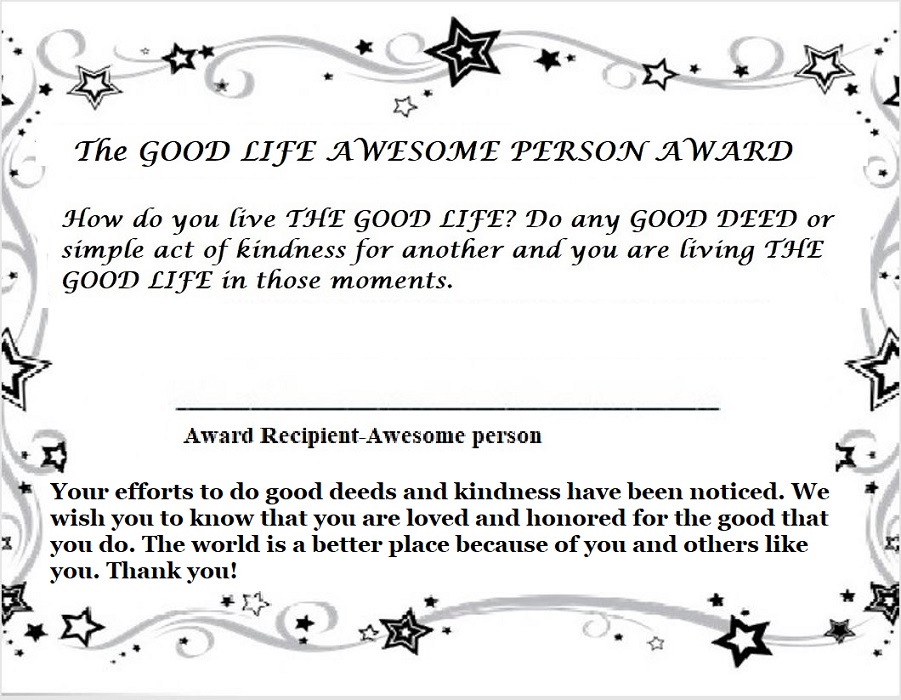 The GOOD LIFE AWESOME PERSON AWARD
How do you live THE GOOD LIFE? Do any GOOD DEED or
simple act of kindness for another and you are living THE
GOOD LIFE in those moments.
Award Recipient-Awesome person
Your efforts to do good deeds and kindness have been noticed. We
wish you to know that you are loved and honored for the good that
you do. The world is a better place because of you and others like
you. Thank you!